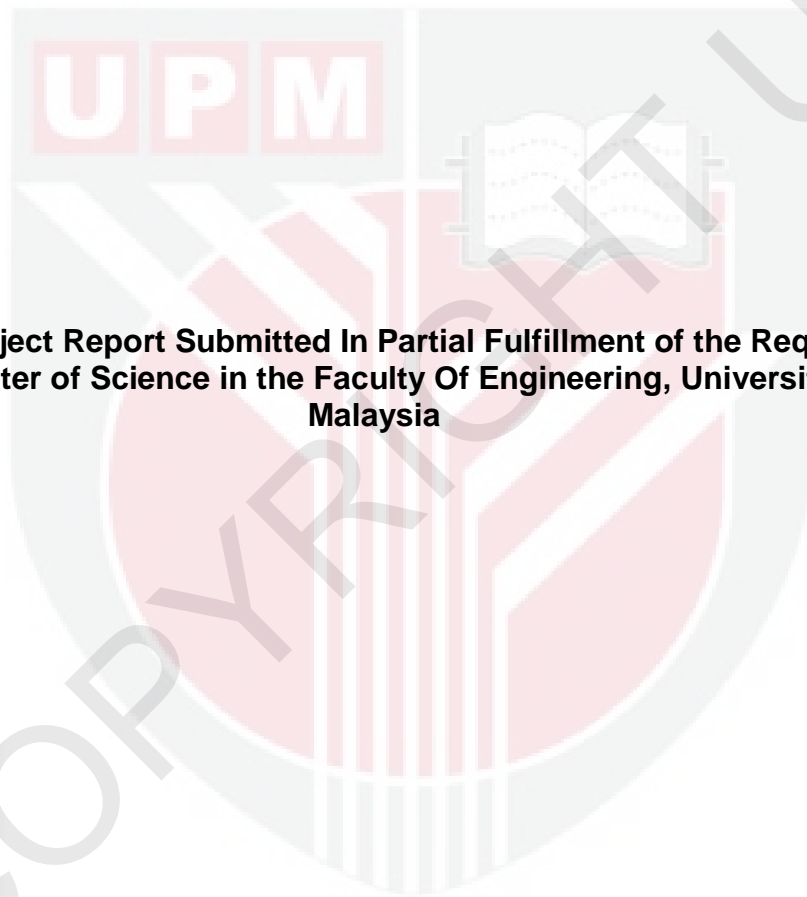 UPM
ject Report Submitted In Partial Fulfillment of the Req
ter of Science in the Faculty Of Engineering, Universi
Malaysia
COPYRIGHT U